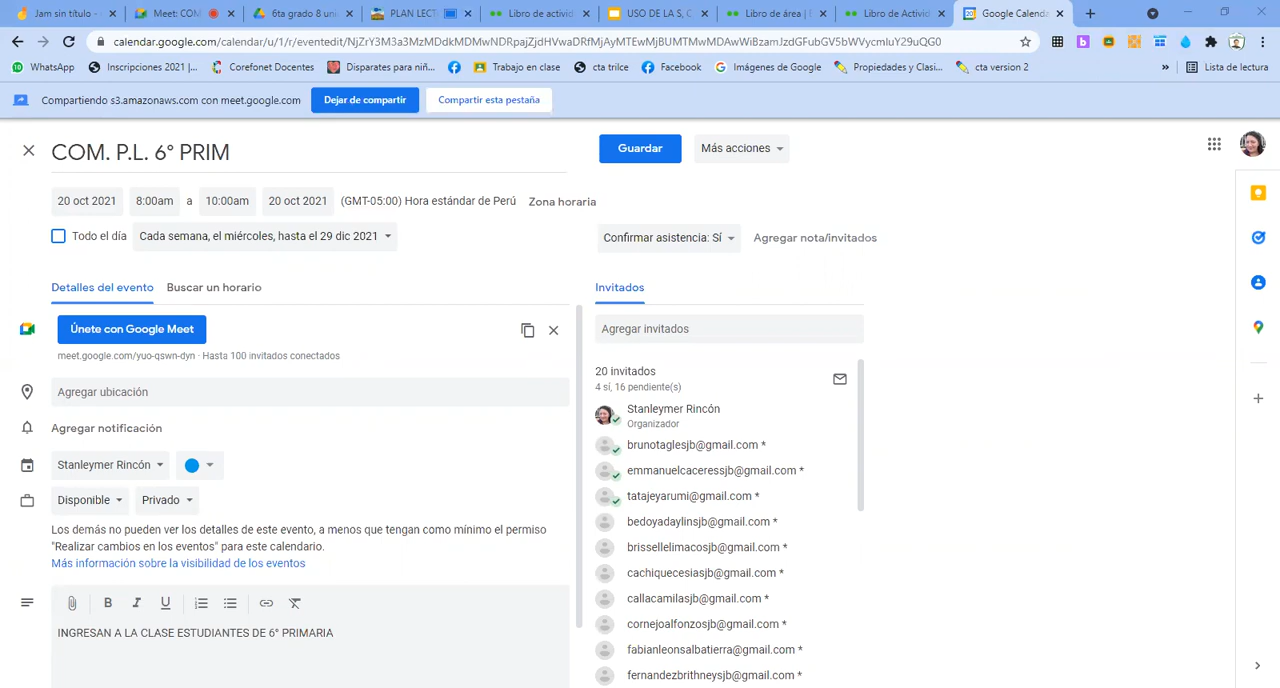 Jam sin título -
Meet: COM
6ta grado 8 uni
PLAN LECT
Libro de activid
USO DE LA S, C
Libro de área | E
Libro de Activid
Google Calenda
calendar.google.com/calendar/u/1/r/eventedit/NjZrY3M3a3MzMDdkMDMwNDRpajZjdHVwaDRfMjAyMTEwMjBUMTMwMDAwWiBzamJzdGFubGV5bWVycmluY29uQG0
WhatsApp
Inscripciones 2021 |...
Corefonet Docentes
Disparates para niñ...
Trabajo en clase
cta trilce
Facebook
Imágenes de Google
Propiedades y Clasi...
cta version 2
»
Lista de lectura
Compartiendo s3.amazonaws.com con meet.google.com
Dejar de compartir
Compartir esta pestaña
COM. P.L. 6° PRIM
Guardar
Más acciones
20 oct 2021 8:00am a 10:00am 20 oct 2021 (GMT-05:00) Hora estándar de Perú Zona horaria
Todo el día Cada semana, el miércoles, hasta el 29 dic 2021
Confirmar asistencia: Sí Agregar nota/invitados
Detalles del evento Buscar un horario
Invitados
Únete con Google Meet
meet.google.com/yuo-qswn-dyn · Hasta 100 invitados conectados
Agregar ubicación
Agregar notificación
Stanleymer Rincón
Disponible Privado
Los demás no pueden ver los detalles de este evento, a menos que tengan como mínimo el permiso
"Realizar cambios en los eventos" para este calendario.
Más información sobre la visibilidad de los eventos
B I U
INGRESAN A LA CLASE ESTUDIANTES DE 6° PRIMARIA
Agregar invitados
20 invitados
4 sí, 16 pendiente(s)
Stanleymer Rincón
Organizador
brunotaglesjb@gmail.com *
emmanuelcaceressjb@gmail.com *
tatajeyarumi@gmail.com *
bedoyadaylinsjb@gmail.com *
brissellelimacosjb@gmail.com *
cachiquecesiasjb@gmail.com *
callacamilasjb@gmail.com *
cornejoalfonzosjb@gmail.com *
fabianleonsalbatierra@gmail.com *
fernandezbrithneysjb@gmail.com *